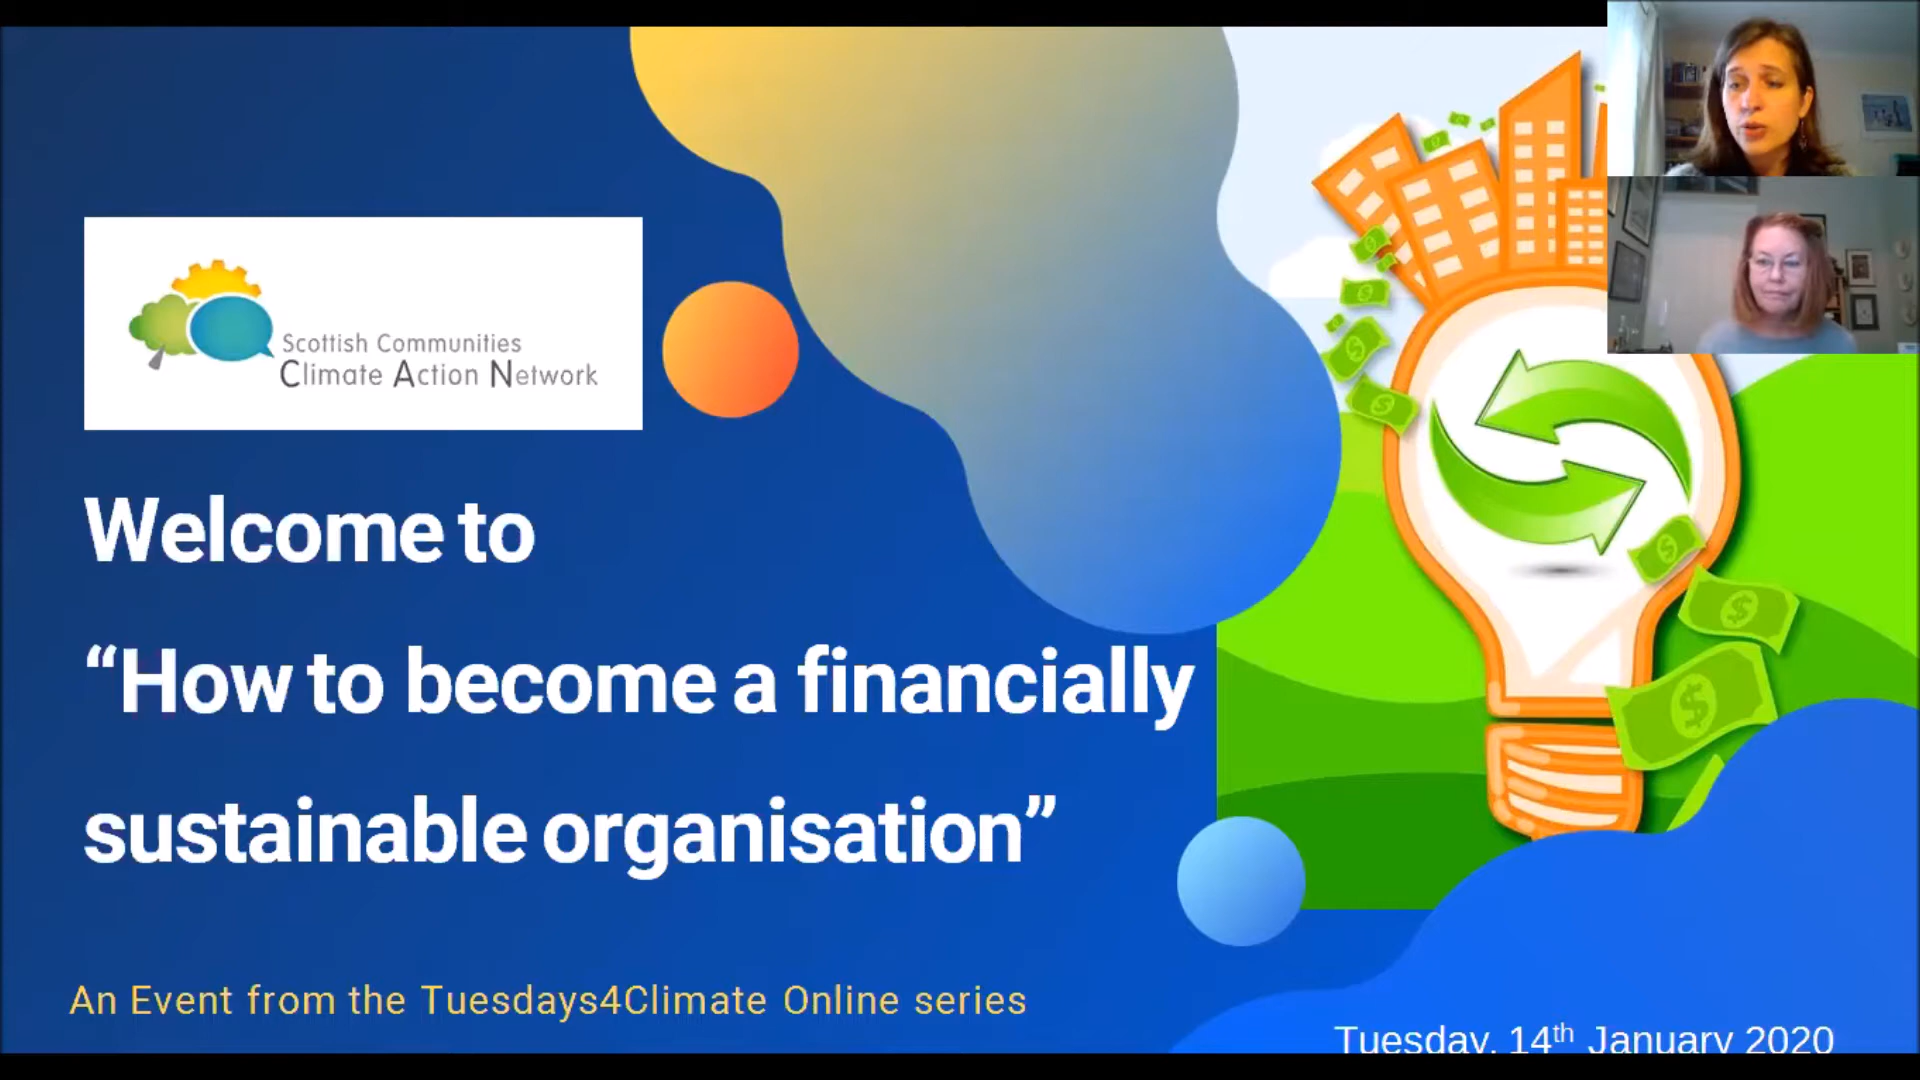 Scottish Communities
Climate Action Network
Welcome to
“How to become a financially
sustainable organisation”
An Event from the Tuesdays4Climate Online series
Tuesday, 14th January 2020